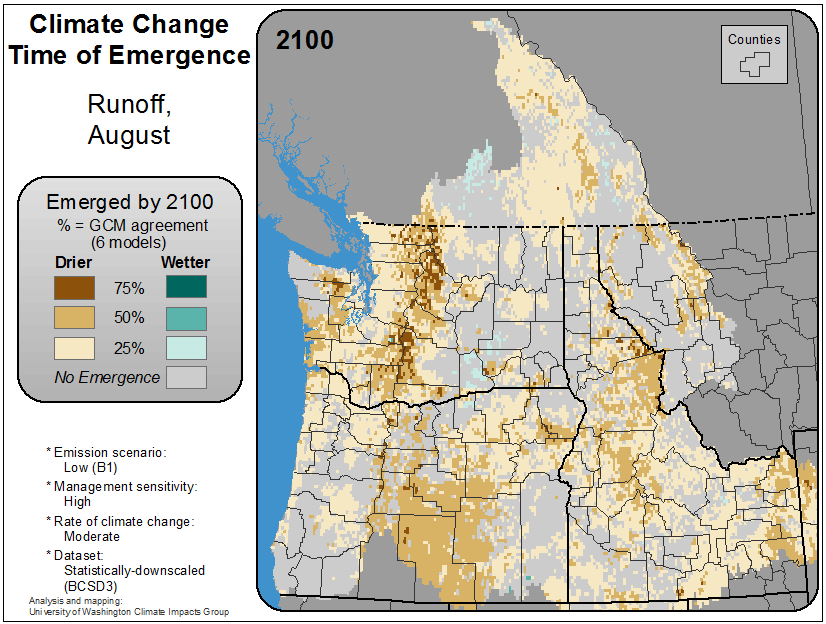 Climate Change
Time of Emergence
Runoff,
August
Emerged by 2100
% = GCM agreement
(6 models)
Drier Wetter
75%
50%
25%
No Emergence
* Emission scenario:
Low (B1)
* Management sensitivity:
High
* Rate of climate change:
Moderate
* Dataset:
Statistically-downscaled
(BCSD3)
Analysis and mapping:
University of Washington Climate Impacts Group
2100
Counties